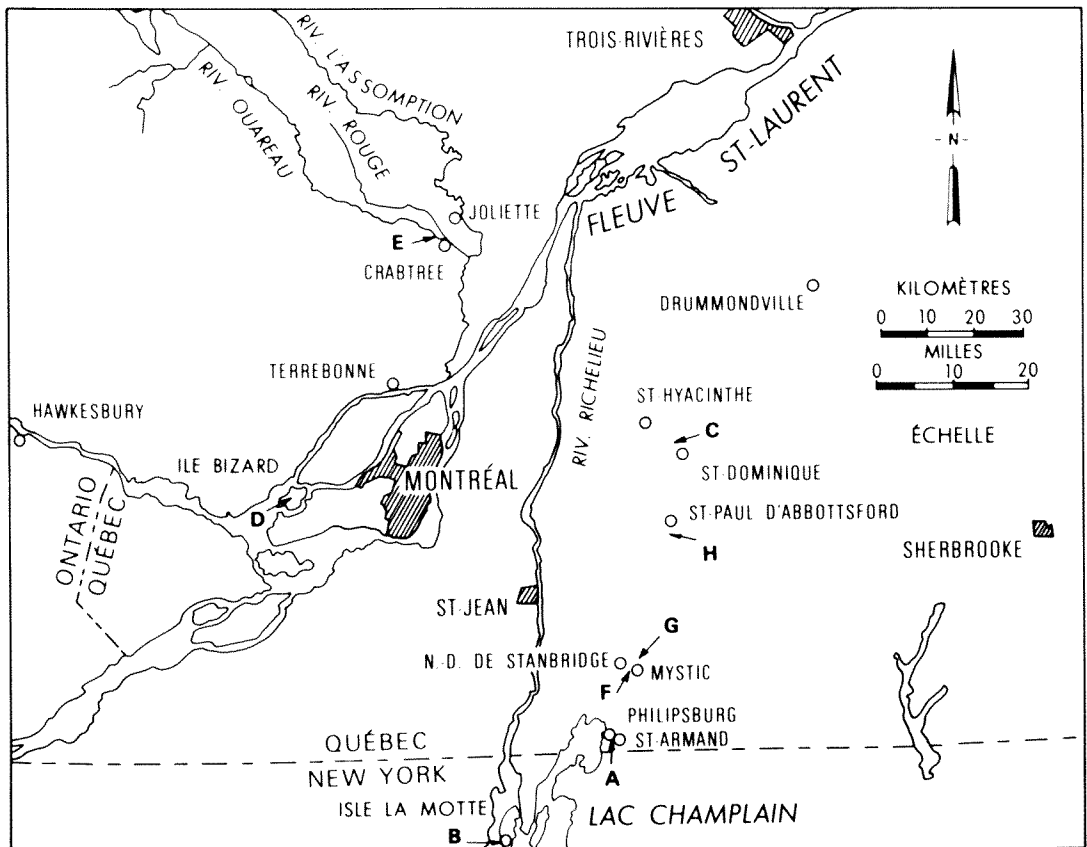 TROIS-RIVIÈRES
RIV. L'ASSOMPTION
RIV. ROUGE
RIV. OUAREAU
FLEUVE ST-LAURENT
N
JOLIETTE
E
CRABTREE
DRUMMONDVILLE
KILOMÈTRES
0 10 20 30
MILLES
0 10 20
ÉCHELLE
TERREBONNE
HAWKESBURY
ST-HYACINTHE
RIV. RICHELIEU
C
ST-DOMINIQUE
ILE BIZARD
MONTRÉAL
D
ST-PAUL D'ABBOTTSFORD
H
SHERBROOKE
ONTARIO
QUÉBEC
ST-JEAN
G
N.-D. DE STANBRIDGE
MYSTIC
F
PHILIPSBURG
ST-ARMAND
QUÉBEC
NEW YORK
A
ISLE LA MOTTE
LAC CHAMPLAIN
B